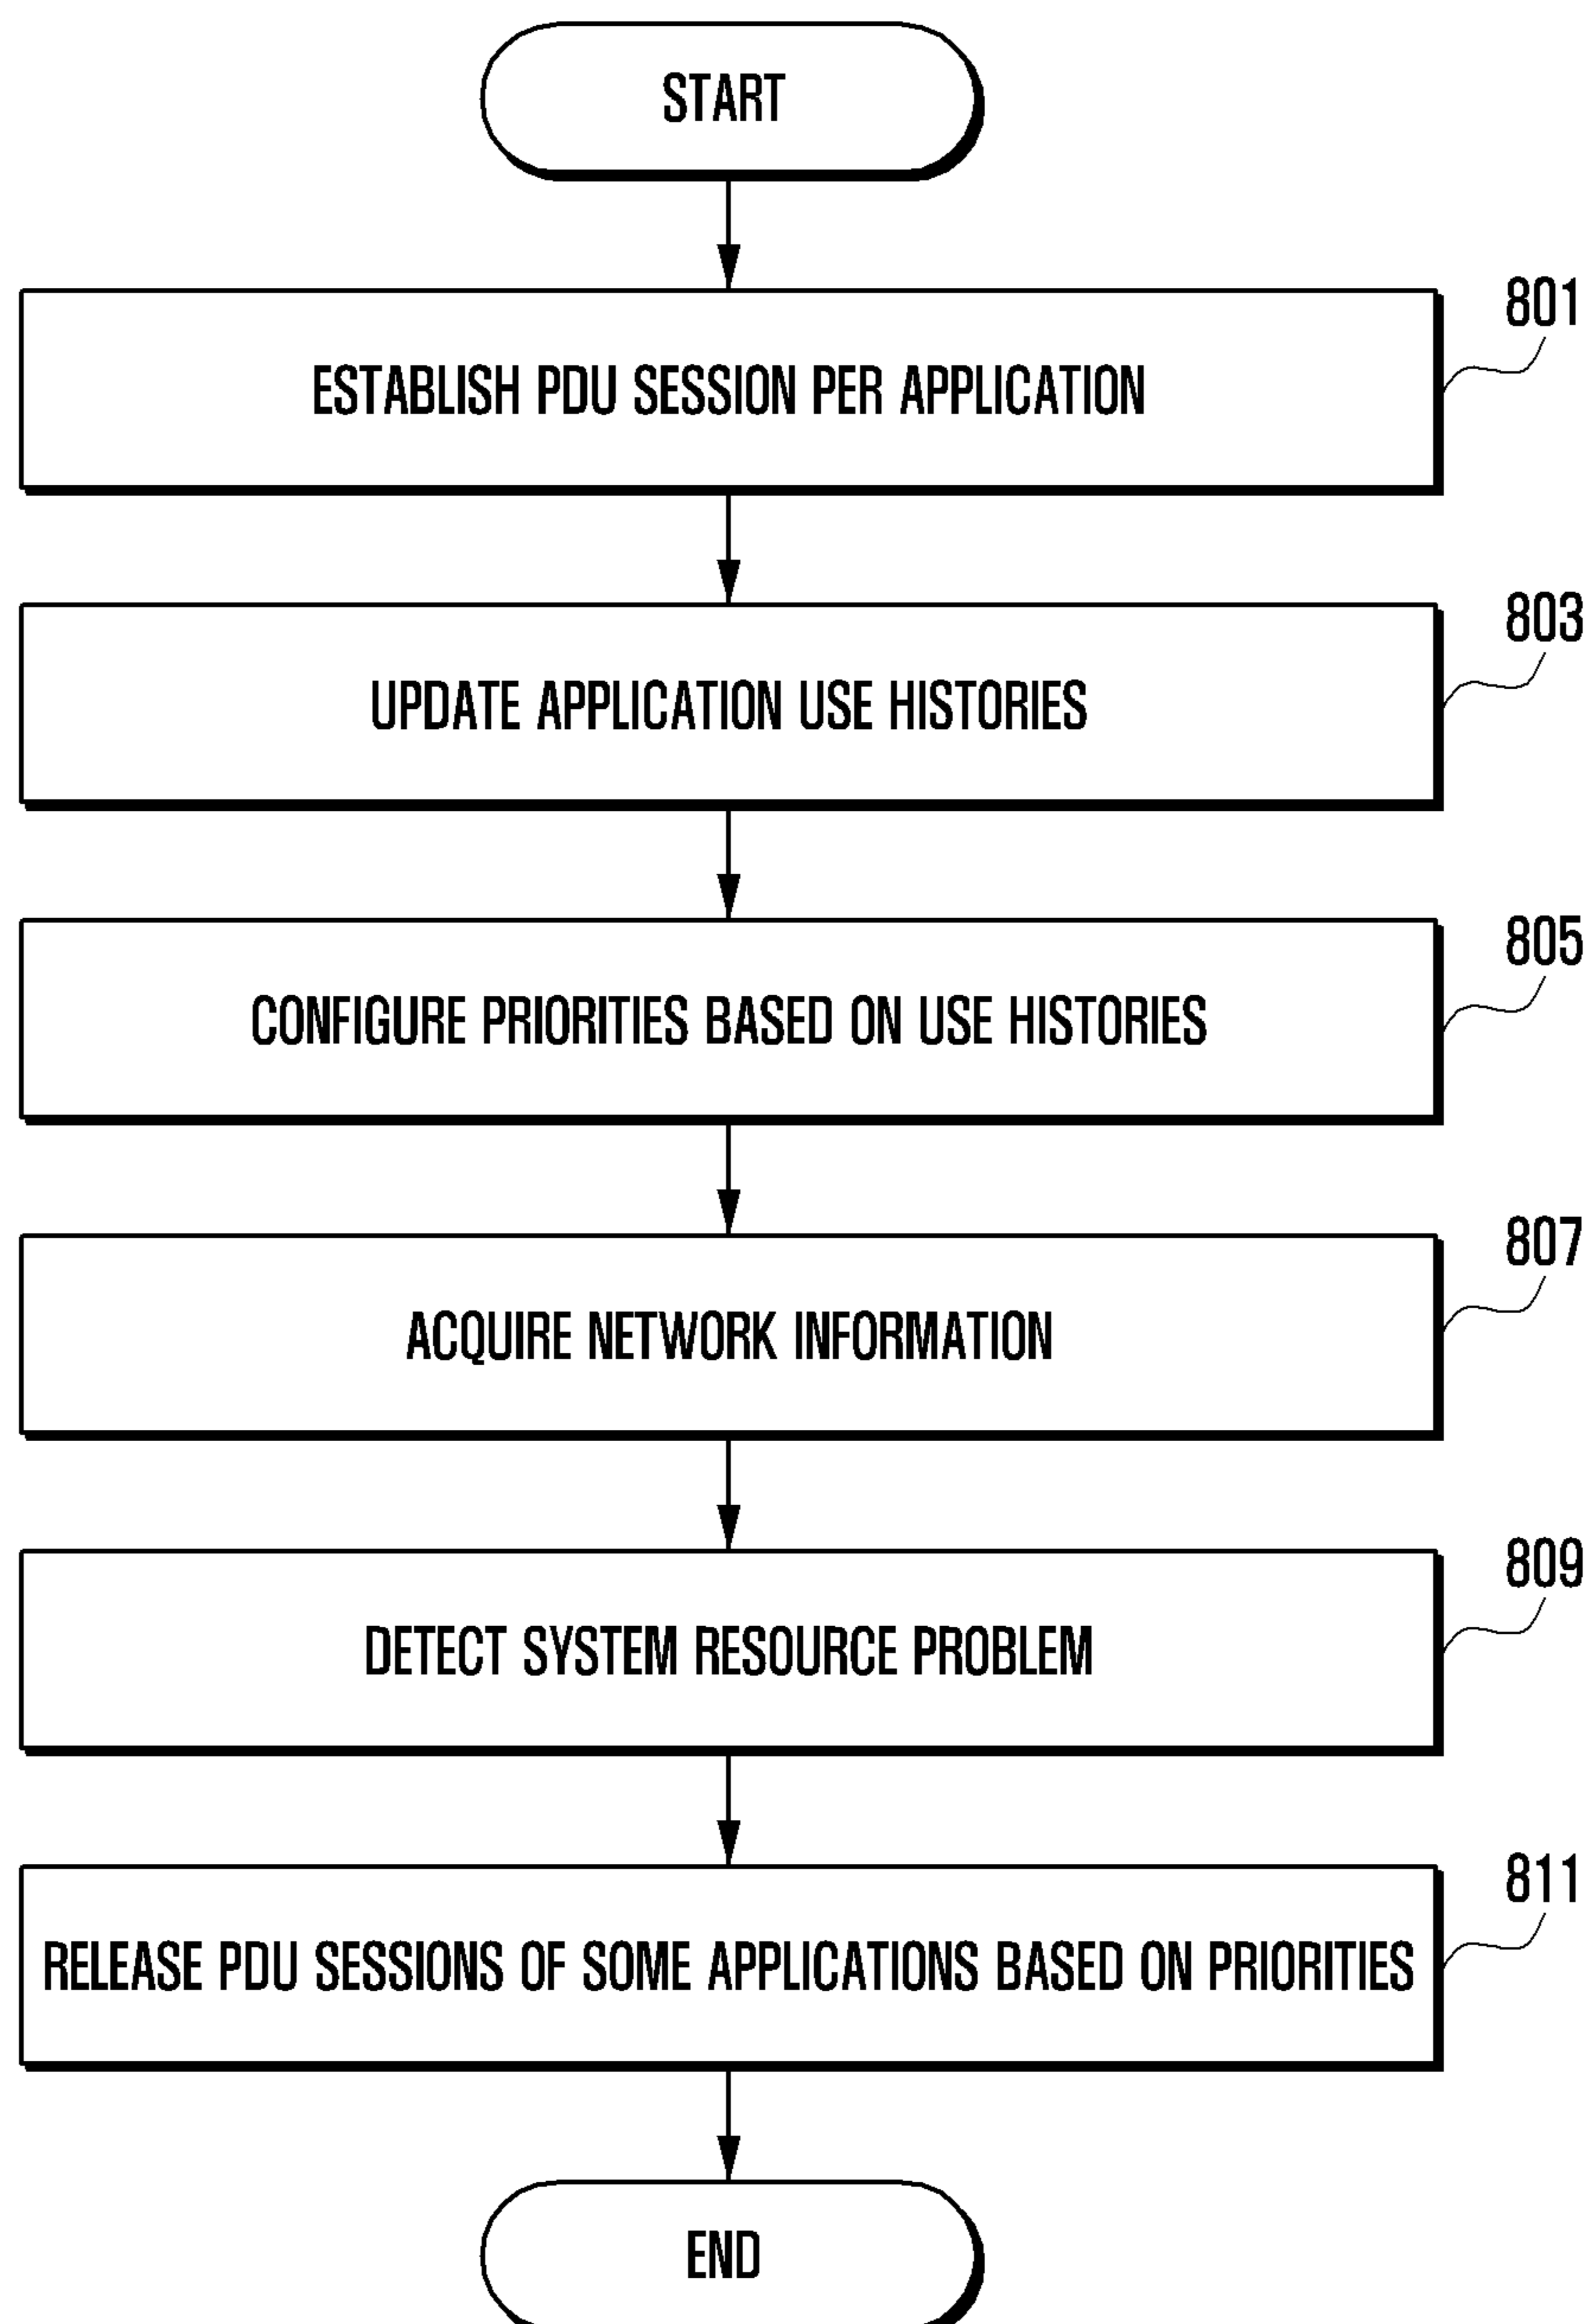 START
801
ESTABLISH PDU SESSION PER APPLICATION
803
UPDATE APPLICATION USE HISTORIES
805
CONFIGURE PRIORITIES BASED ON USE HISTORIES
807
ACQUIRE NETWORK INFORMATION
809
DETECT SYSTEM RESOURCE PROBLEM
811
RELEASE PDU SESSIONS OF SOME APPLICATIONS BASED ON PRIORITIES
END